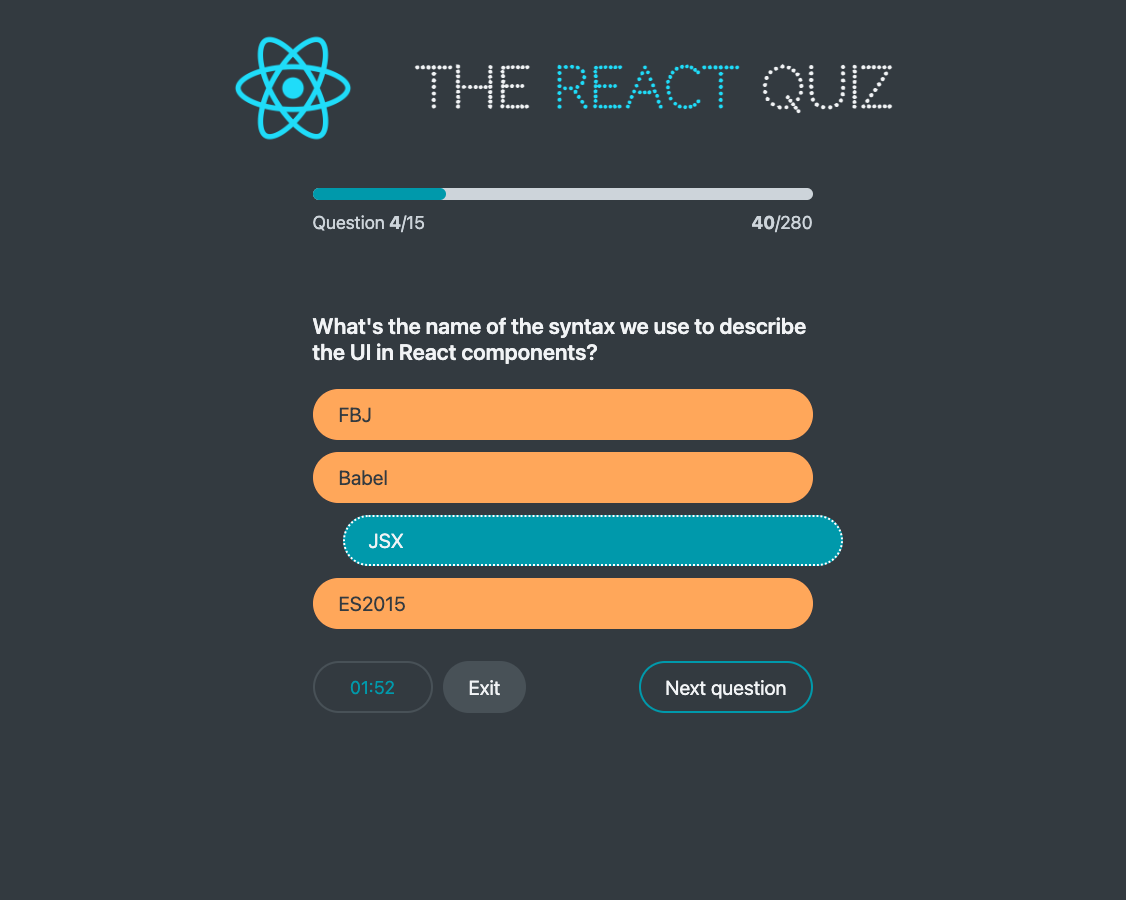 THE REACT QUIZ
Question 4/15
40/280
What's the name of the syntax we use to describe
the UI in React components?
FBJ
Babel
JSX
ES2015
01:52
Exit
Next question